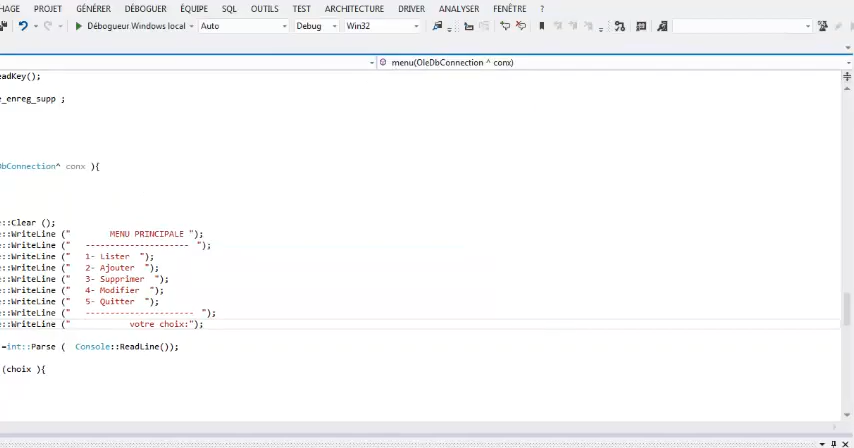 HAGE PROJET GÉNÉRER DÉBOGUER ÉQUIPE SQL OUTILS TEST ARCHITECTURE DRIVER ANALYSER FENÊTRE ?
Débogueur Windows local Auto Debug Win32
menu(OleDbConnection ^ conx)
eadKey();
e_enreg_supp ;
DbConnection^ conx ){
e::Clear ();
e::WriteLine (" MENU PRINCIPALE ");
e::WriteLine (" --------------------- ");
e::WriteLine (" 1- Lister ");
e::WriteLine (" 2- Ajouter ");
e::WriteLine (" 3- Supprimer ");
e::WriteLine (" 4- Modifier ");
e::WriteLine (" 5- Quitter ");
e::WriteLine (" ---------------------- ");
e::WriteLine (" votre choix:");
=int::Parse ( Console::ReadLine());
(choix ){